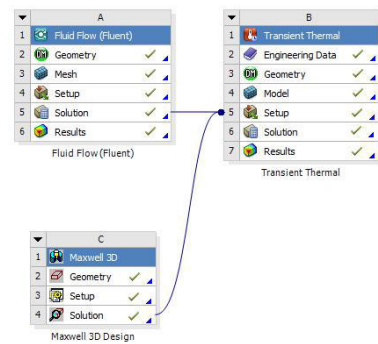 A
1 Fluid Flow (Fluent)
2 Geometry
3 Mesh
4 Setup
5 Solution
6 Results
Fluid Flow (Fluent)
B
1 Transient Thermal
2 Engineering Data
3 Geometry
4 Model
5 Setup
6 Solution
7 Results
Transient Thermal
C
1 Maxwell 3D
2 Geometry
3 Setup
4 Solution
Maxwell 3D Design